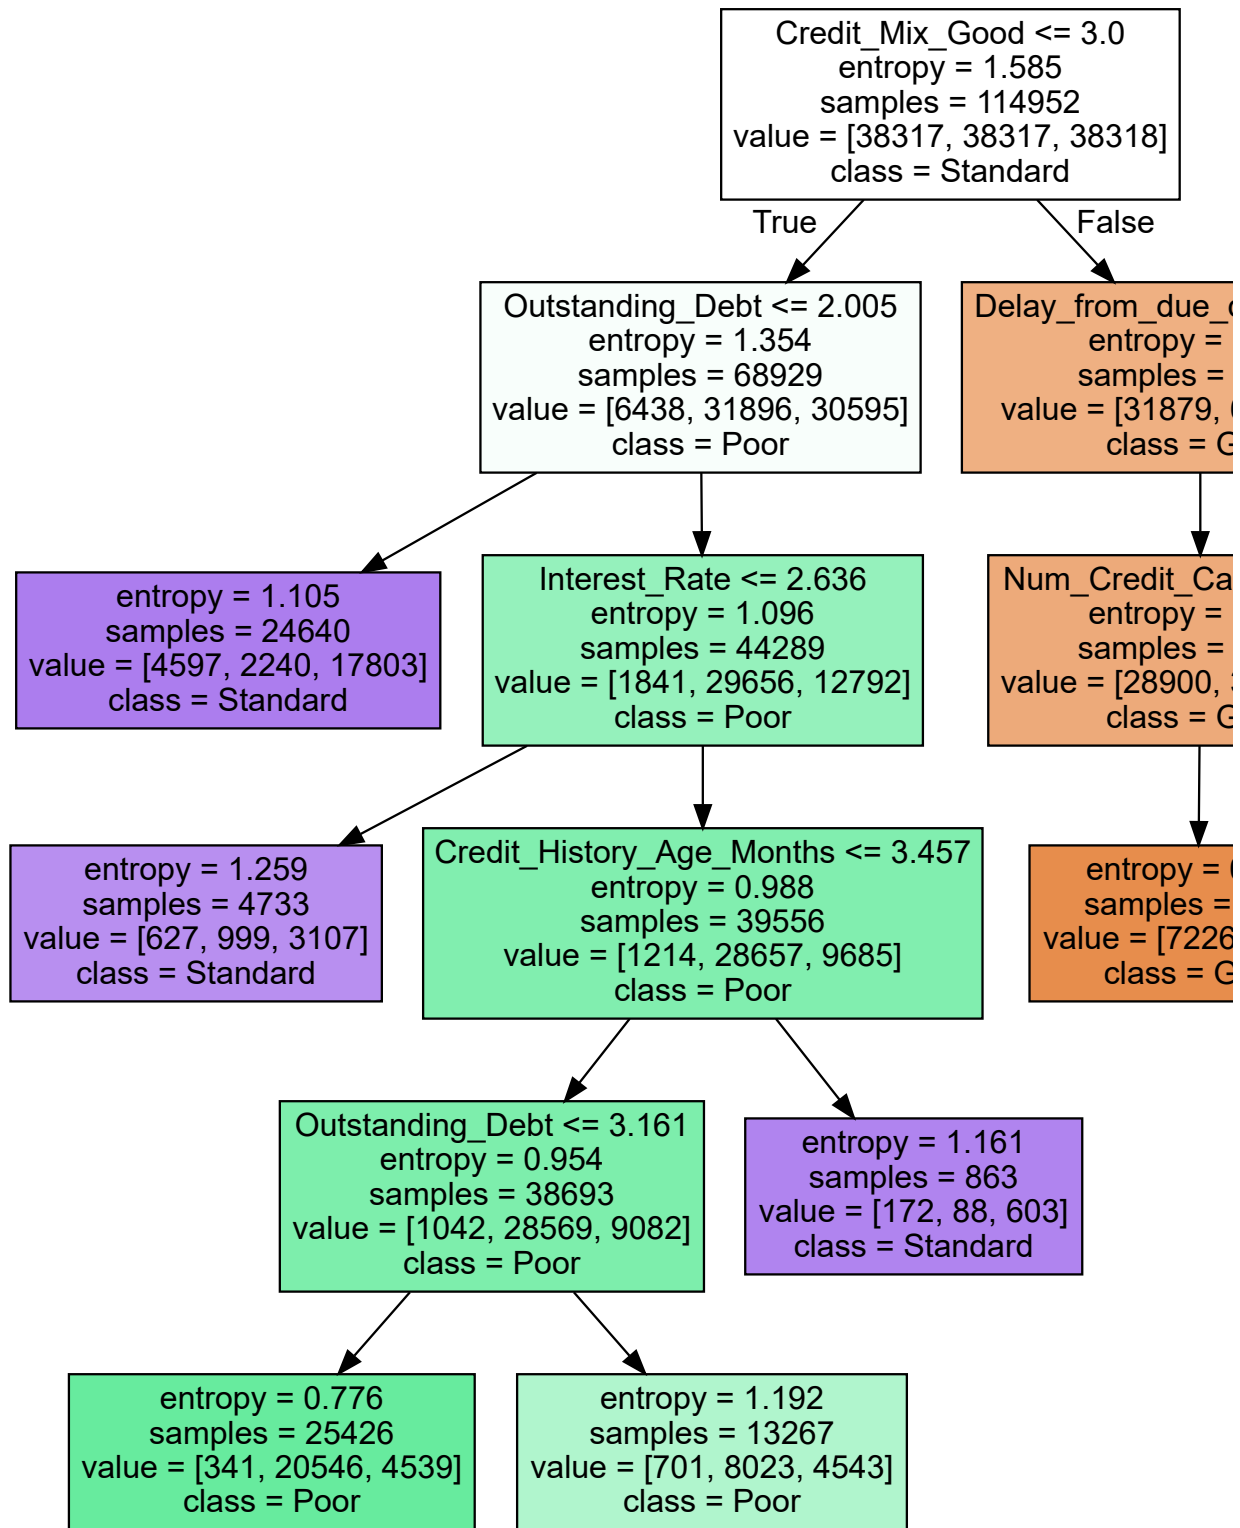 Credit_Mix_Good <= 3.0
entropy = 1.585
samples = 114952
value = [38317, 38317, 38318]
class = Standard
True
False
Outstanding_Debt <= 2.005
entropy = 1.354
samples = 68929
value = [6438, 31896, 30595]
class = Poor
Delay_from_due_
entropy =
samples =
value = [31879,
class =
entropy = 1.105
samples = 24640
value = [4597, 2240, 17803]
class = Standard
Interest_Rate <= 2.636
entropy = 1.096
samples = 44289
value = [1841, 29656, 12792]
class = Poor
Num_Credit_Ca
entropy =
samples =
value = [28900,
class =
entropy = 1.259
samples = 4733
value = [627, 999, 3107]
class = Standard
Credit_History_Age_Months <= 3.457
entropy = 0.988
samples = 39556
value = [1214, 28657, 9685]
class = Poor
entropy =
samples =
value = [7226
class =
Outstanding_Debt <= 3.161
entropy = 0.954
samples = 38693
value = [1042, 28569, 9082]
class = Poor
entropy = 1.161
samples = 863
value = [172, 88, 603]
class = Standard
entropy = 0.776
samples = 25426
value = [341, 20546, 4539]
class = Poor
entropy = 1.192
samples = 13267
value = [701, 8023, 4543]
class = Poor